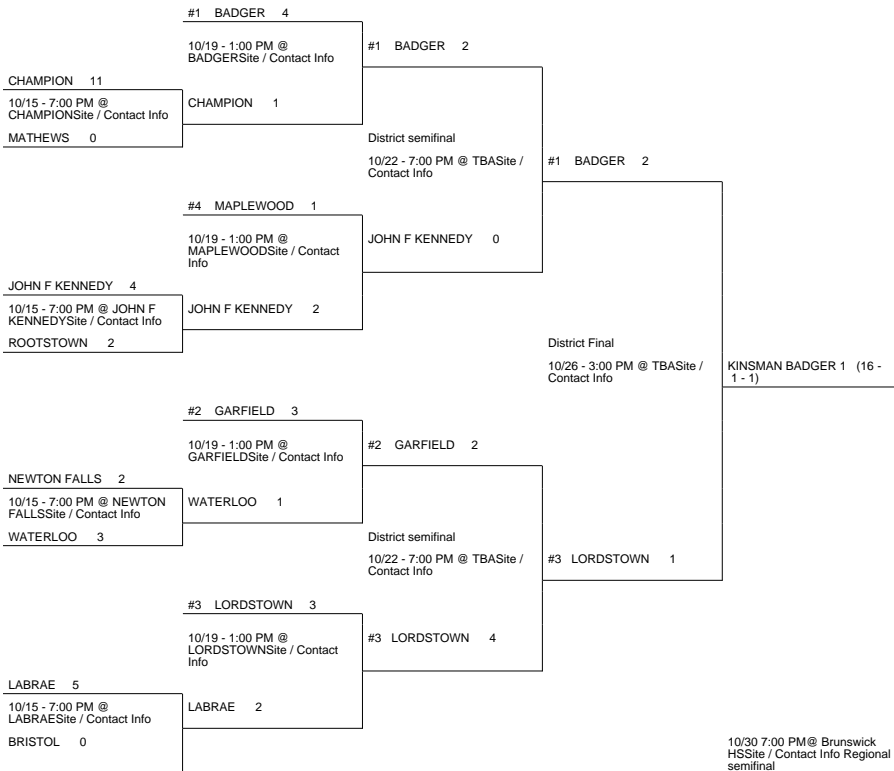 #1 BADGER 4
10/19 - 1:00 PM @
BADGERSite / Contact Info
#1 BADGER 2
CHAMPION 11
10/15 - 7:00 PM @
CHAMPIONSite / Contact Info
CHAMPION 1
MATHEWS 0
District semifinal
10/22 - 7:00 PM @ TBASite /
Contact Info
#1 BADGER 2
#4 MAPLEWOOD 1
10/19 - 1:00 PM @
MAPLEWOODSite / Contact
Info
JOHN F KENNEDY 0
JOHN F KENNEDY 4
10/15 - 7:00 PM @ JOHN F
KENNEDYSite / Contact Info
JOHN F KENNEDY 2
ROOTSTOWN 2
District Final
10/26 - 3:00 PM @ TBASite /
Contact Info
KINSMAN BADGER 1 (16 -
1 - 1)
#2 GARFIELD 3
10/19 - 1:00 PM @
GARFIELDSite / Contact Info
#2 GARFIELD 2
NEWTON FALLS 2
10/15 - 7:00 PM @ NEWTON
FALLSSite / Contact Info
WATERLOO 1
WATERLOO 3
District semifinal
10/22 - 7:00 PM @ TBASite /
Contact Info
#3 LORDSTOWN 1
#3 LORDSTOWN 3
10/19 - 1:00 PM @
LORDSTOWNSite / Contact
Info
#3 LORDSTOWN 4
LABRAE 5
10/15 - 7:00 PM @
LABRAESite / Contact Info
LABRAE 2
BRISTOL 0
10/30 7:00 PM@ Brunswick
HSSite / Contact Info Regional
semifinal